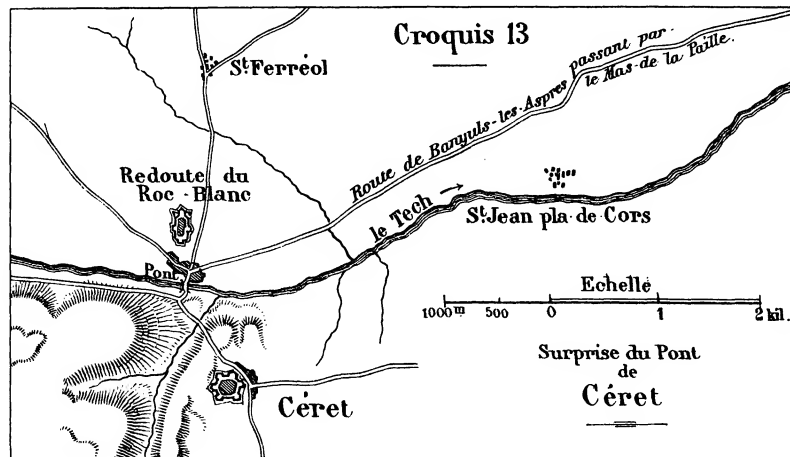 Croquis 13
St. Ferréol
Route de Banyuls-les-Aspres passant par
le Mas-de la Paille.
Redoute du
Roc-Blanc
le Tech
St. Jean pla-de Cors
Pont
Echelle
1000m 500 0 1 2 kil.
Surprise du Pont
de
Céret
Céret